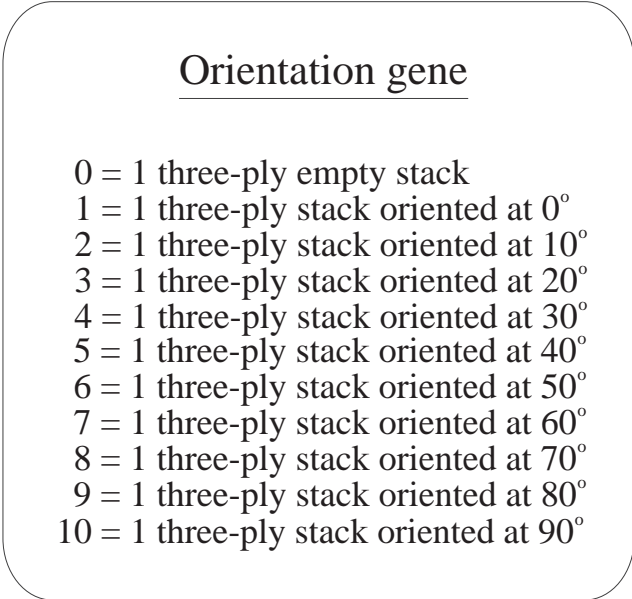 Orientation gene
0 = 1 three-ply empty stack
1 = 1 three-ply stack oriented at 0°
2 = 1 three-ply stack oriented at 10°
3 = 1 three-ply stack oriented at 20°
4 = 1 three-ply stack oriented at 30°
5 = 1 three-ply stack oriented at 40°
6 = 1 three-ply stack oriented at 50°
7 = 1 three-ply stack oriented at 60°
8 = 1 three-ply stack oriented at 70°
9 = 1 three-ply stack oriented at 80°
10 = 1 three-ply stack oriented at 90°